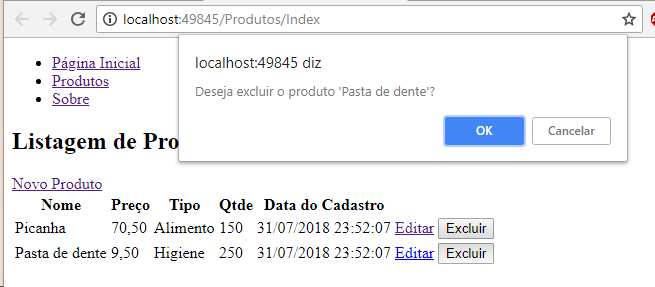 localhost:49845/Produtos/Index
localhost:49845 diz
Deseja excluir o produto 'Pasta de dente'?
OK Cancelar
Página Inicial
Produtos
Sobre
Listagem de Pro
Novo Produto
Nome Preço Tipo Qtde Data do Cadastro
Picanha 70,50 Alimento 150 31/07/2018 23:52:07 Editar Excluir
Pasta de dente 9,50 Higiene 250 31/07/2018 23:52:07 Editar Excluir